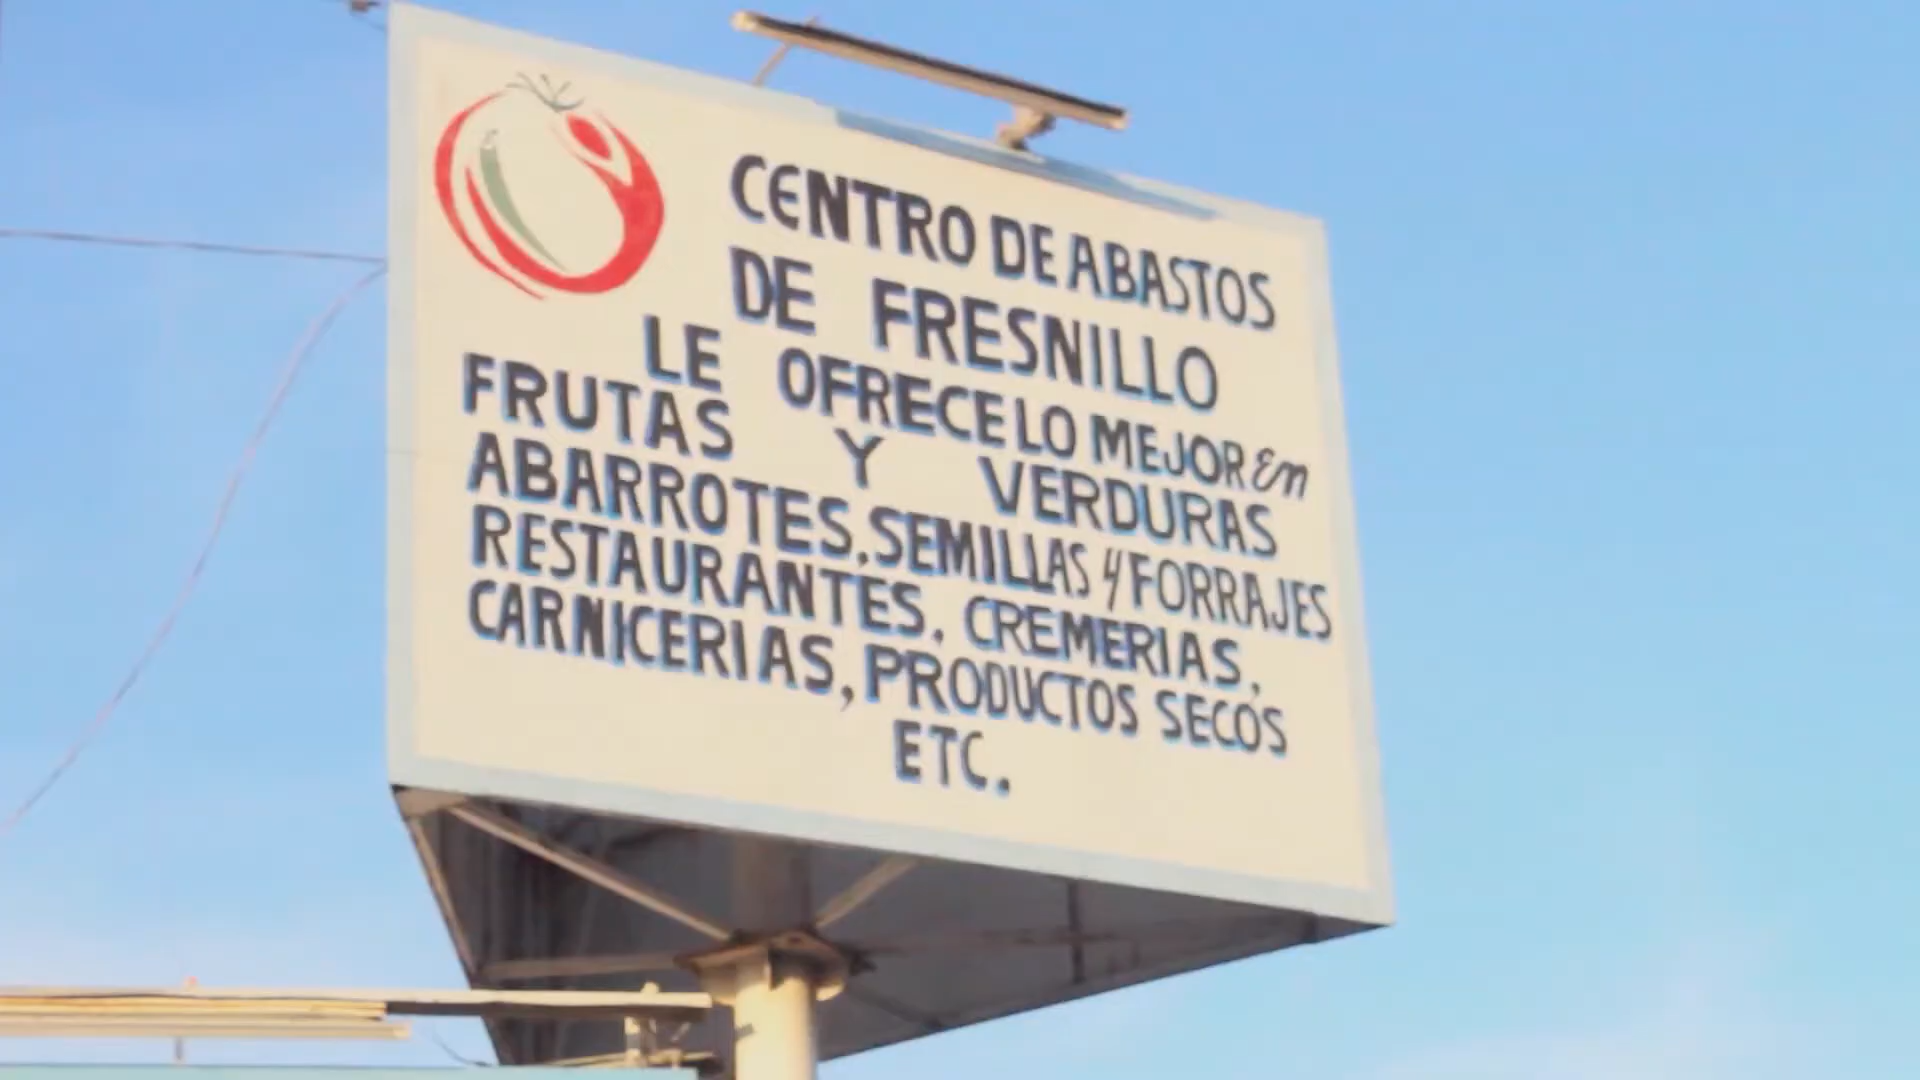 CENTRO DE ABASTOS
DE FRESNILLO
LE OFRECE LO MEJOR En
FRUTAS Y VERDURAS
ABARROTES, SEMILLAS Y FORRAJES
RESTAURANTES, CREMERIAS,
CARNICERIAS, PRODUCTOS SECOS
ETC.